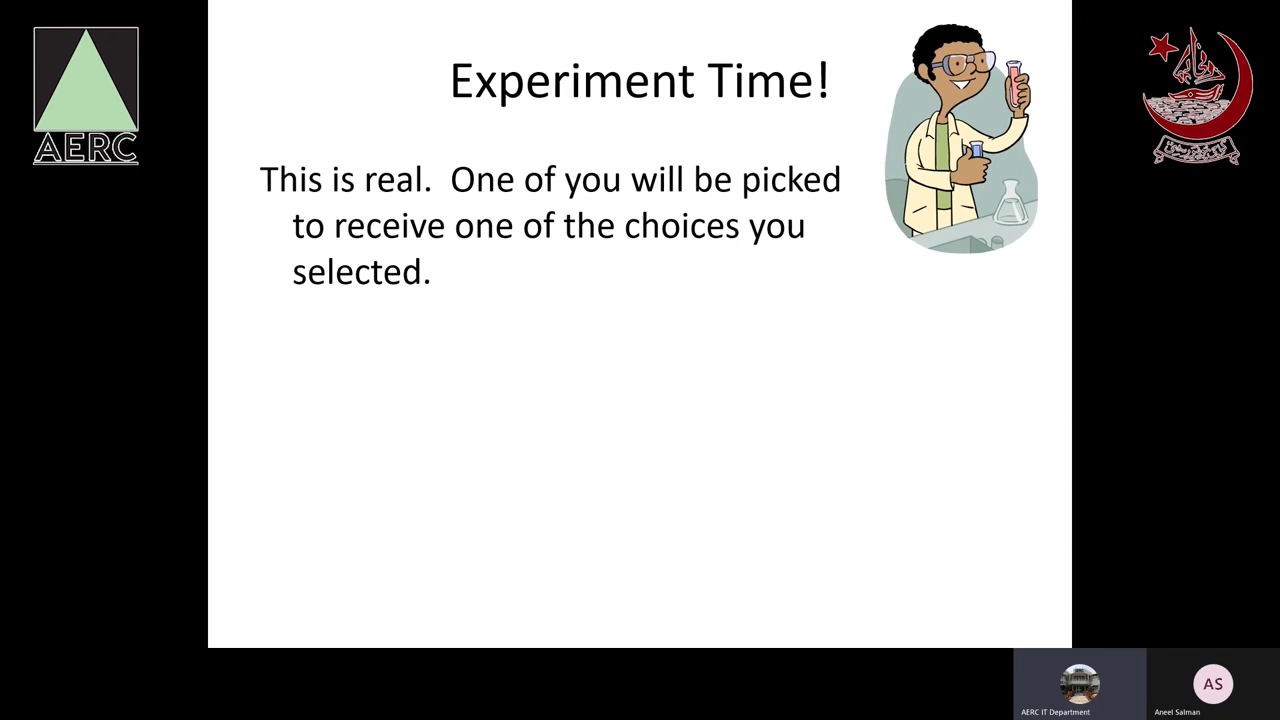 Experiment Time!
This is real.  One of you will be picked
to receive one of the choices you
selected.
AERC
AS
AERC IT Department
Aneel Salman